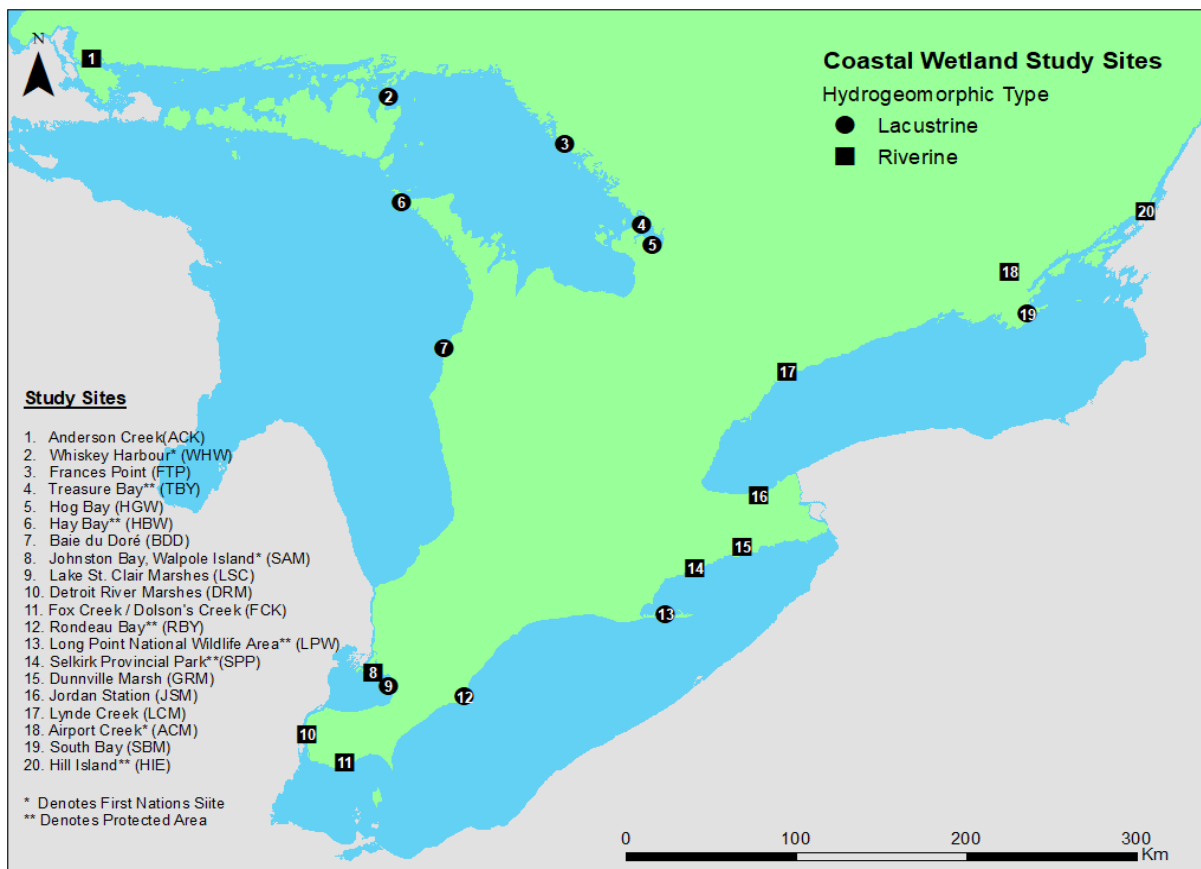 N
Coastal Wetland Study Sites
Hydrogeomorphic Type
Lacustrine
Riverine
1
2
3
4
5
6
7
8
9
10
11
12
13
14
15
16
17
18
19
20
Study Sites
1. Anderson Creek(ACK)
2. Whiskey Harbour* (WHW)
3. Frances Point (FTP)
4. Treasure Bay** (TBY)
5. Hog Bay (HGW)
6. Hay Bay** (HBW)
7. Baie du Doré (BDD)
8. Johnston Bay, Walpole Island* (SAM)
9. Lake St. Clair Marshes (LSC)
10. Detroit River Marshes (DRM)
11. Fox Creek / Dolson's Creek (FCK)
12. Rondeau Bay** (RBY)
13. Long Point National Wildlife Area** (LPW)
14. Selkirk Provincial Park**(SPP)
15. Dunnville Marsh (GRM)
16. Jordan Station (JSM)
17. Lynde Creek (LCM)
18. Airport Creek* (ACM)
19. South Bay (SBM)
20. Hill Island** (HIE)
* Denotes First Nations Siite
** Denotes Protected Area
0 100 200 300
Km